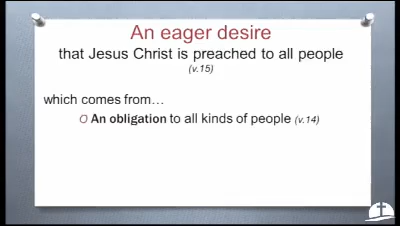 An eager desire
that Jesus Christ is preached to all people
(v.15)
which comes from…
O An obligation to all kinds of people (v.14)